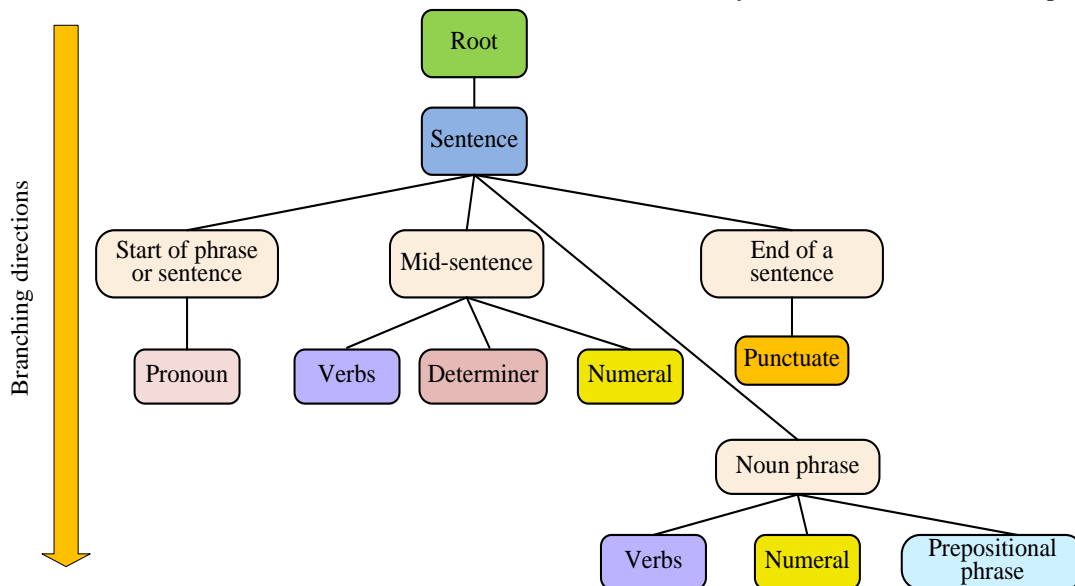 Root
Sentence
Start of phrase
or sentence
Mid-sentence
End of a
sentence
Branching directions
Pronoun
Verbs
Determiner
Numeral
Punctuate
Noun phrase
Verbs
Numeral
Prepositional
phrase